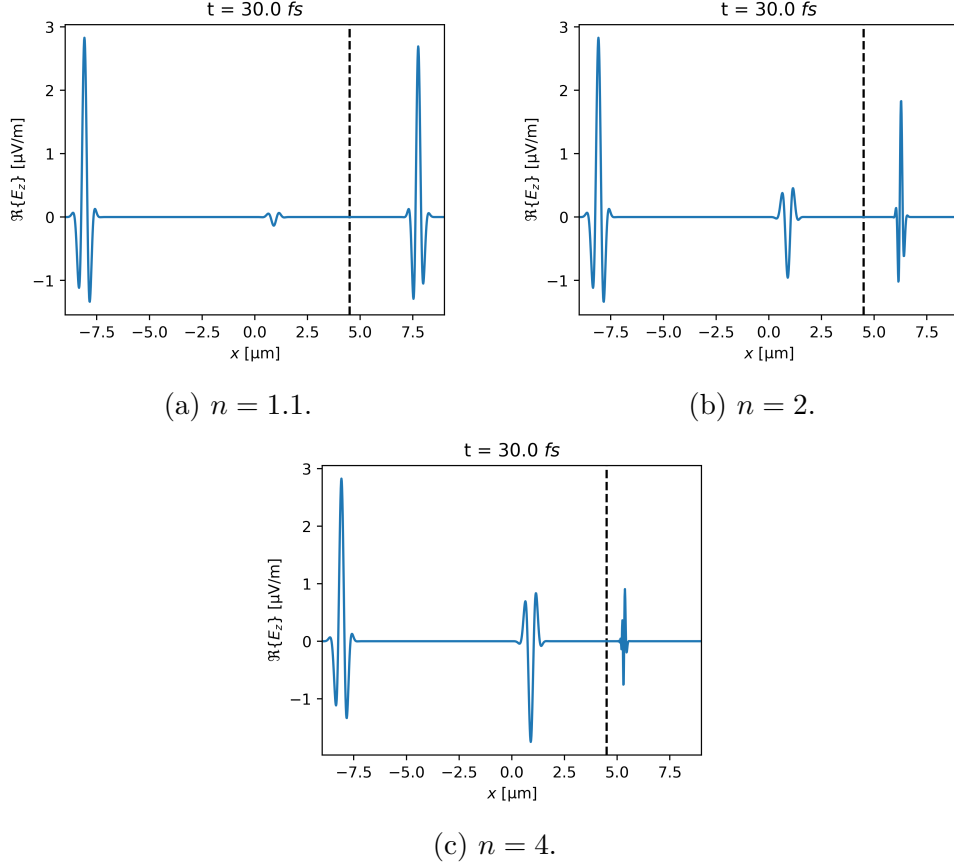 t = 30.0 fs
3
2
1
0
−1
ℜ{E_z} [µV/m]
−7.5 −5.0 −2.5 0.0 2.5 5.0 7.5
x [µm]
(a) n = 1.1.
t = 30.0 fs
3
2
1
0
−1
ℜ{E_z} [µV/m]
−7.5 −5.0 −2.5 0.0 2.5 5.0 7.5
x [µm]
(b) n = 2.
t = 30.0 fs
3
2
1
0
−1
ℜ{E_z} [µV/m]
−7.5 −5.0 −2.5 0.0 2.5 5.0 7.5
x [µm]
(c) n = 4.